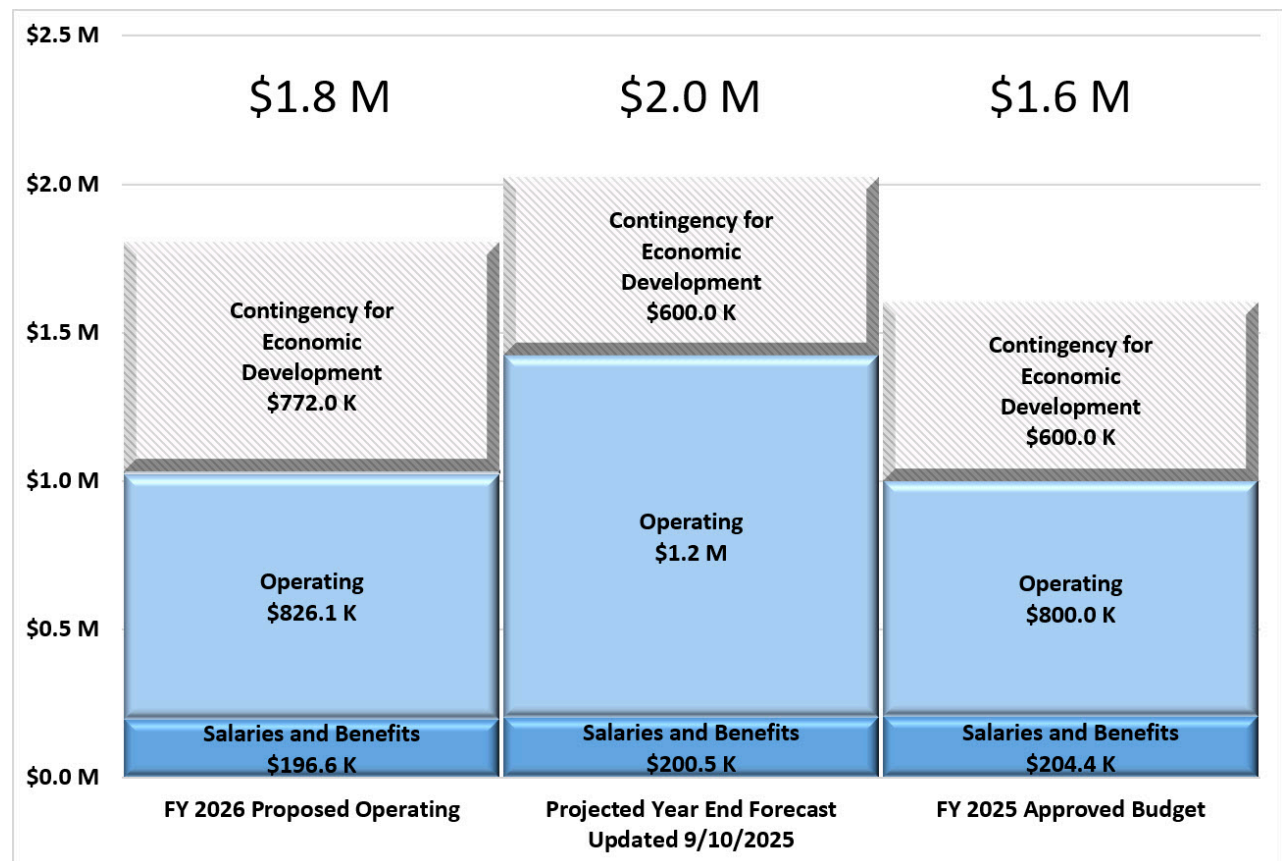 $2.5 M
$1.8 M
$2.0 M
$1.6 M
$2.0 M
Contingency for
Economic
Development
$772.0 K
Contingency for
Economic
Development
$600.0 K
Contingency for
Economic
Development
$600.0 K
$1.5 M
$1.0 M
Operating
$826.1 K
Operating
$1.2 M
Operating
$800.0 K
$0.5 M
Salaries and Benefits
$196.6 K
Salaries and Benefits
$200.5 K
Salaries and Benefits
$204.4 K
$0.0 M
FY 2026 Proposed Operating
Projected Year End Forecast
Updated 9/10/2025
FY 2025 Approved Budget